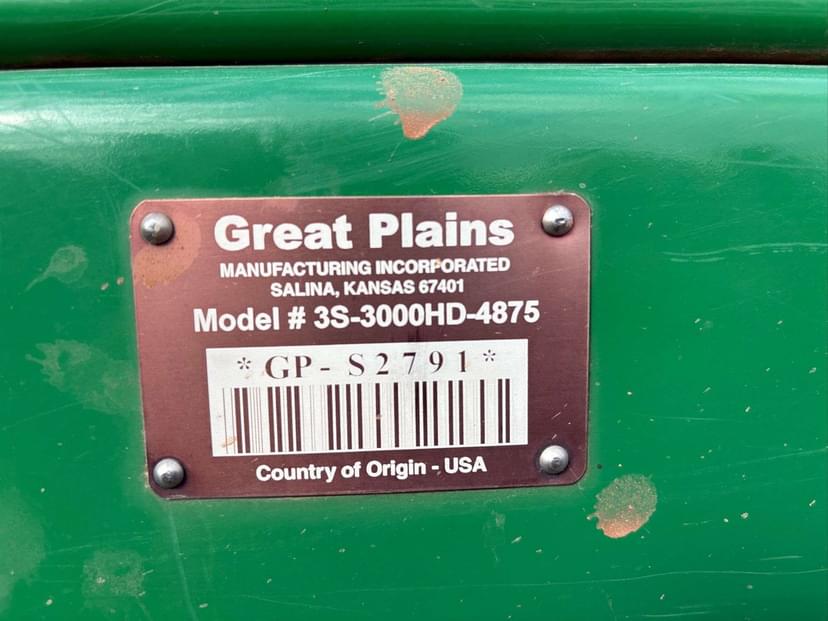 Great Plains
MANUFACTURING INCORPORATED
SALINA, KANSAS 67401
Model # 3S-3000HD-4875
*GP-S2791*
Country of Origin - USA